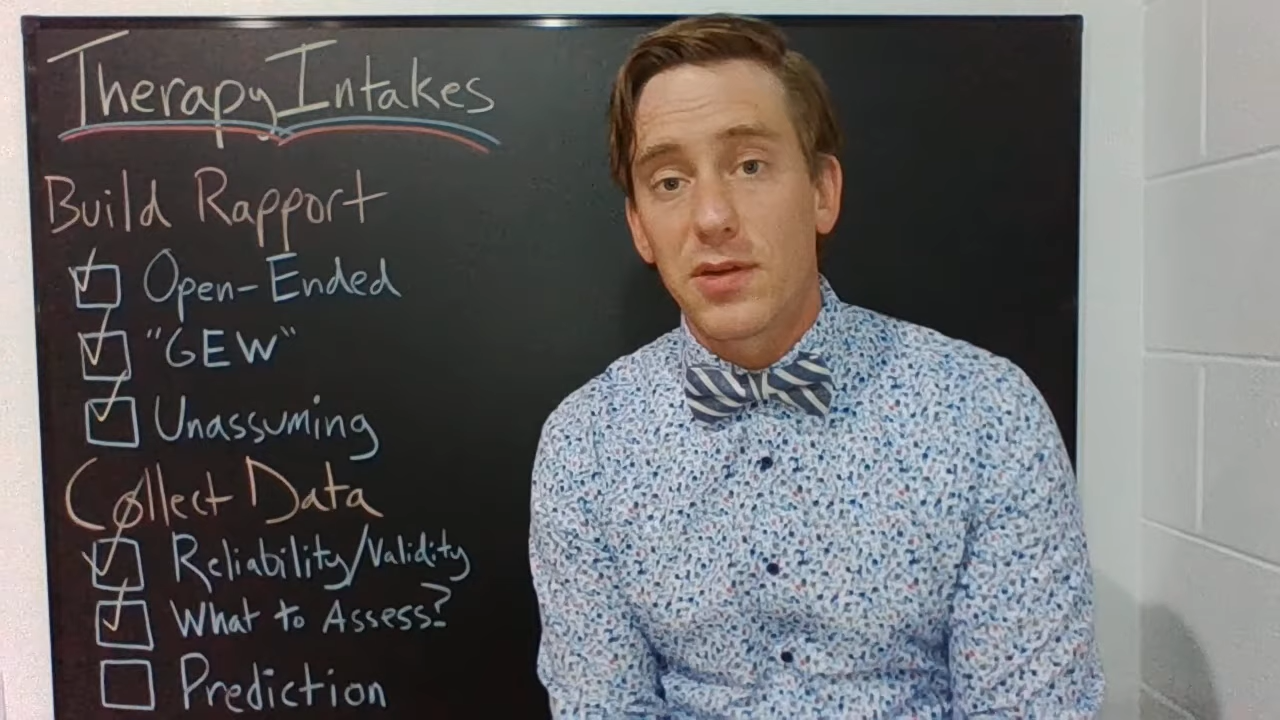 Therapy Intakes
Build Rapport
Open-Ended
"GEW"
Unassuming
Collect Data
Reliability/Validity
What to Assess?
Prediction